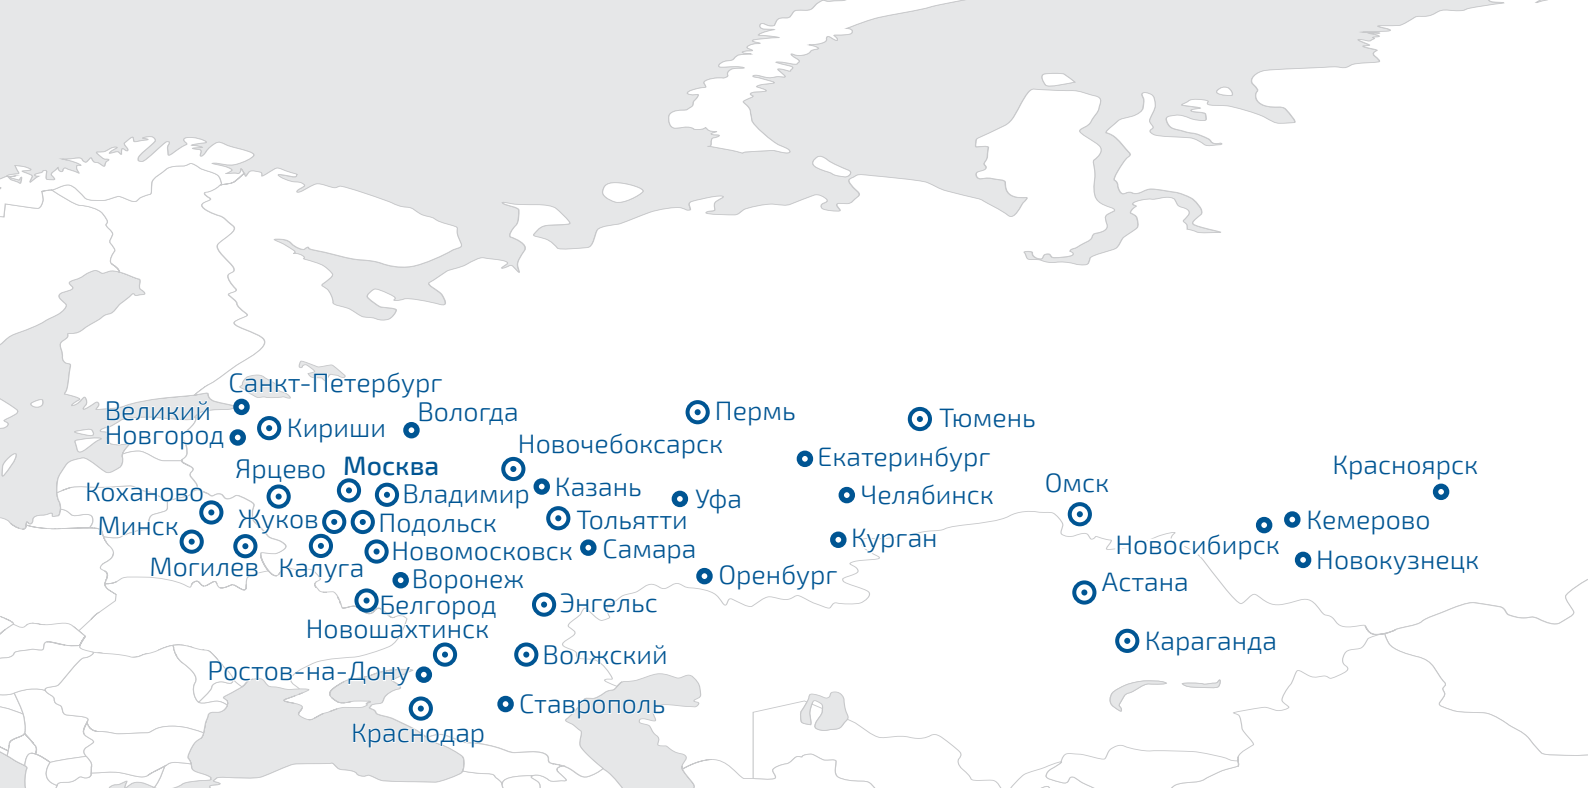 Санкт-Петербург
Великий
Новгород
Кириши
Вологда
Пермь
Тюмень
Новочебоксарск
Екатеринбург
Красноярск
Ярцево
Москва
Владимир
Казань
Уфа
Челябинск
Омск
Коханово
Минск
Жуков
Подольск
Тольятти
Кемерово
Курган
Новосибирск
Новокузнецк
Могилев
Калуга
Новомосковск
Самара
Воронеж
Оренбург
Астана
Белгород
Энгельс
Новошахтинск
Караганда
Волжский
Ростов-на-Дону
Ставрополь
Краснодар